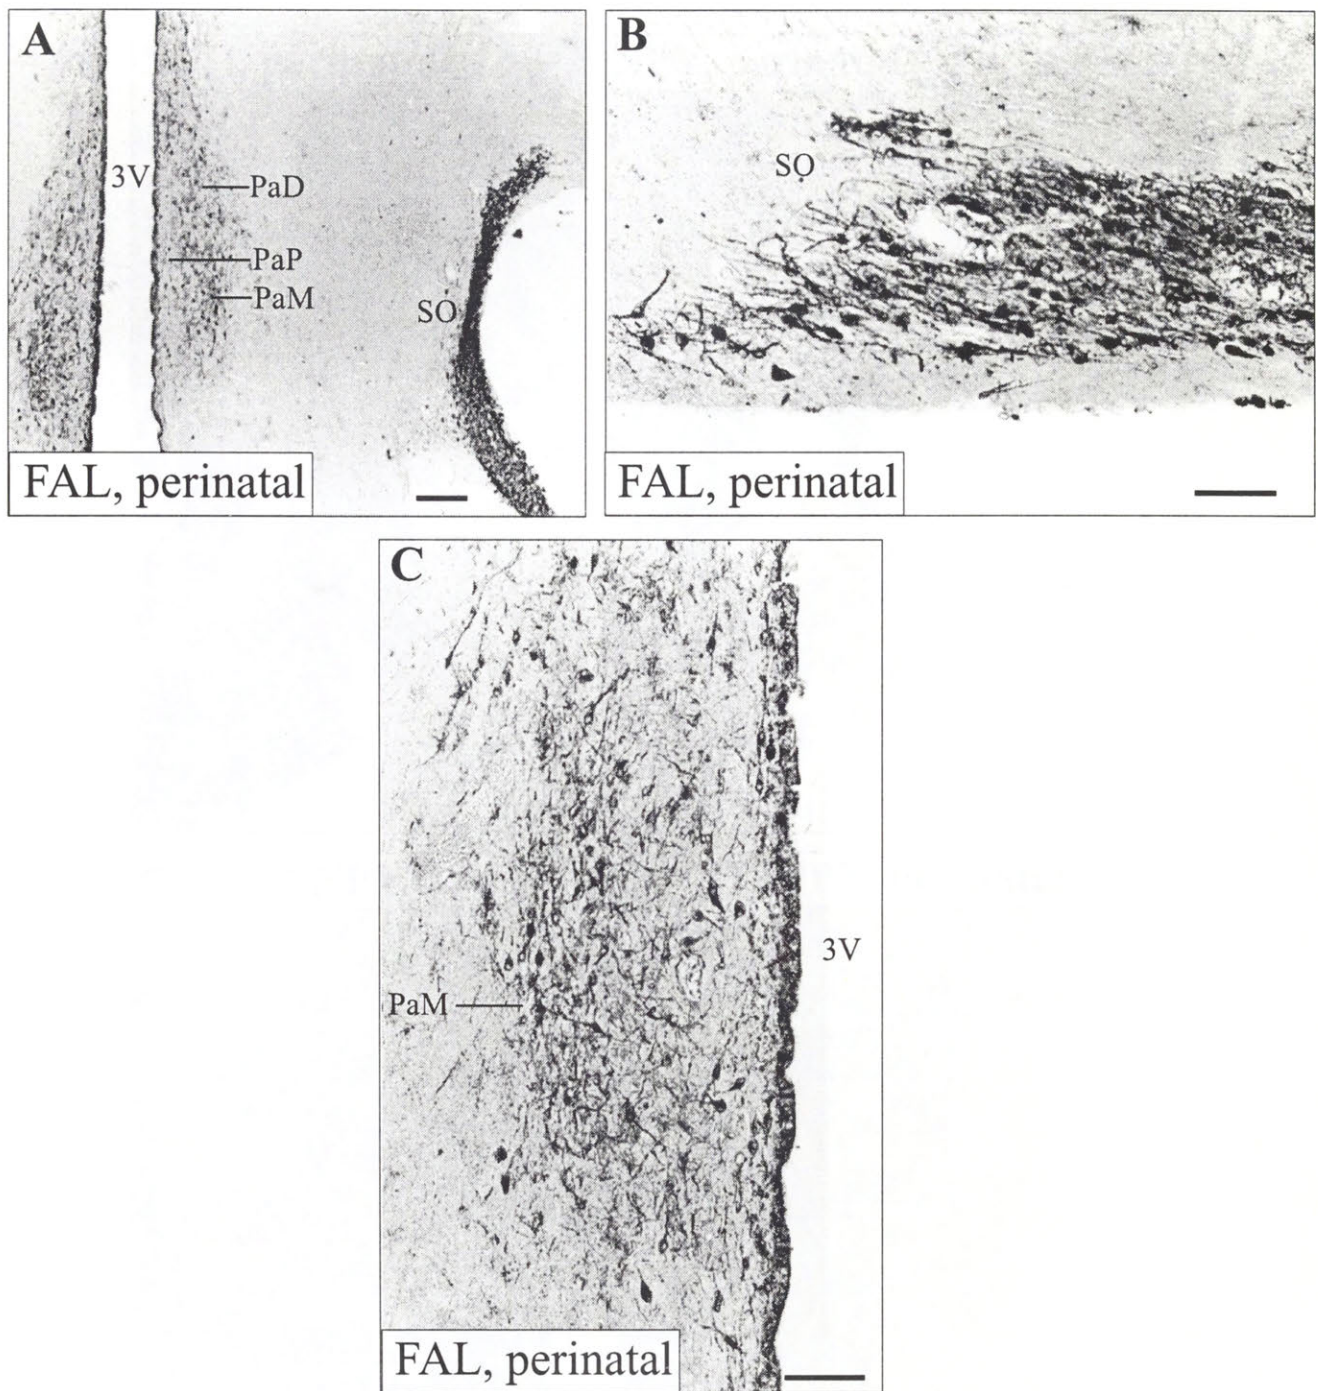 A
3V
PaD
PaP
PaM
SO
FAL, perinatal
B
SO
FAL, perinatal
C
PaM
3V
FAL, perinatal